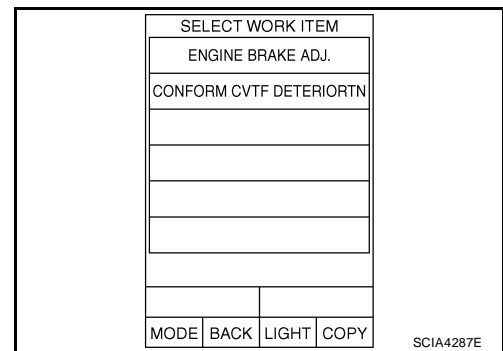 SELECT WORK ITEM
ENGINE BRAKE ADJ.
CONFORM CVTF DETERIORTN
MODE BACK LIGHT COPY
SCIA4287E